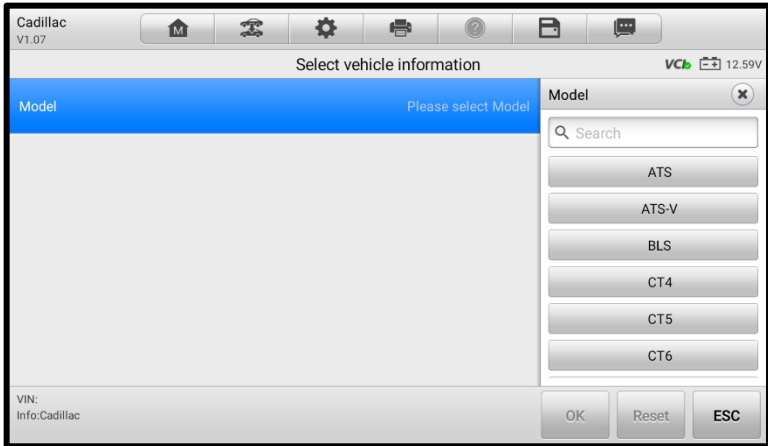 Cadillac
V1.07
M
Select vehicle information
VCI 12.59V
Model
Please select Model
Model
Search
ATS
ATS-V
BLS
CT4
CT5
CT6
VIN:
Info:Cadillac
OK
Reset
ESC